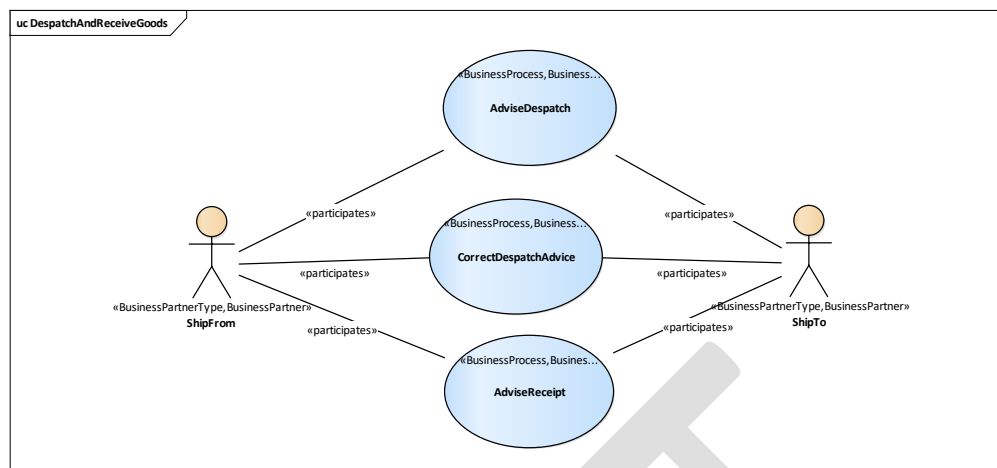 uc DespatchAndReceiveGoods
«BusinessProcess,Business...
AdviseDespatch
«participates»
«participates»
«BusinessProcess,Business...
CorrectDespatchAdvice
«participates»
«participates»
«BusinessPartnerType,BusinessPartner»
ShipFrom
«BusinessPartnerType,BusinessPartner»
ShipTo
«participates»
«participates»
«BusinessProcess,Busines...
AdviseReceipt